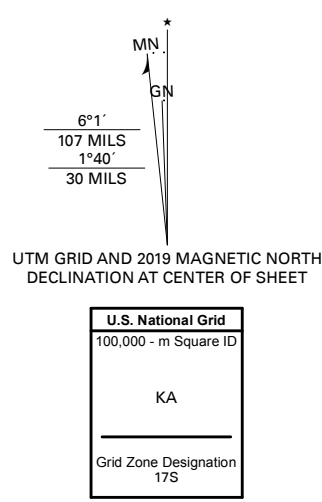 ★
MN
GN
6°1´
107 MILS
1°40´
30 MILS
UTM GRID AND 2019 MAGNETIC NORTH
DECLINATION AT CENTER OF SHEET
U.S. National Grid
100,000 - m Square ID
KA
Grid Zone Designation
17S